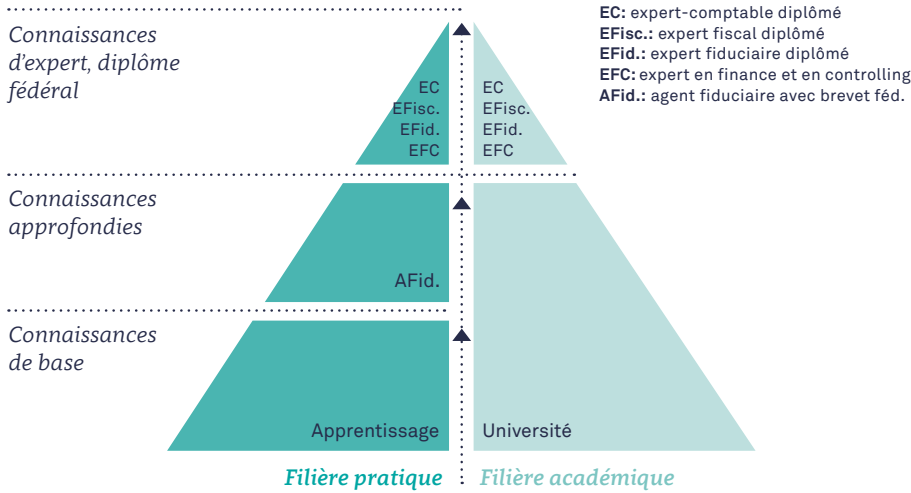 Connaissances
d'expert, diplôme
fédéral
EC
EFisc.
EFid.
EFC
EC
EFisc.
EFid.
EFC
EC: expert-comptable diplômé
EFisc.: expert fiscal diplômé
EFid.: expert fiduciaire diplômé
EFC: expert en finance et en controlling
AFid.: agent fiduciaire avec brevet féd.
Connaissances
approfondies
AFid.
Connaissances
de base
Apprentissage
Université
Filière pratique
Filière académique